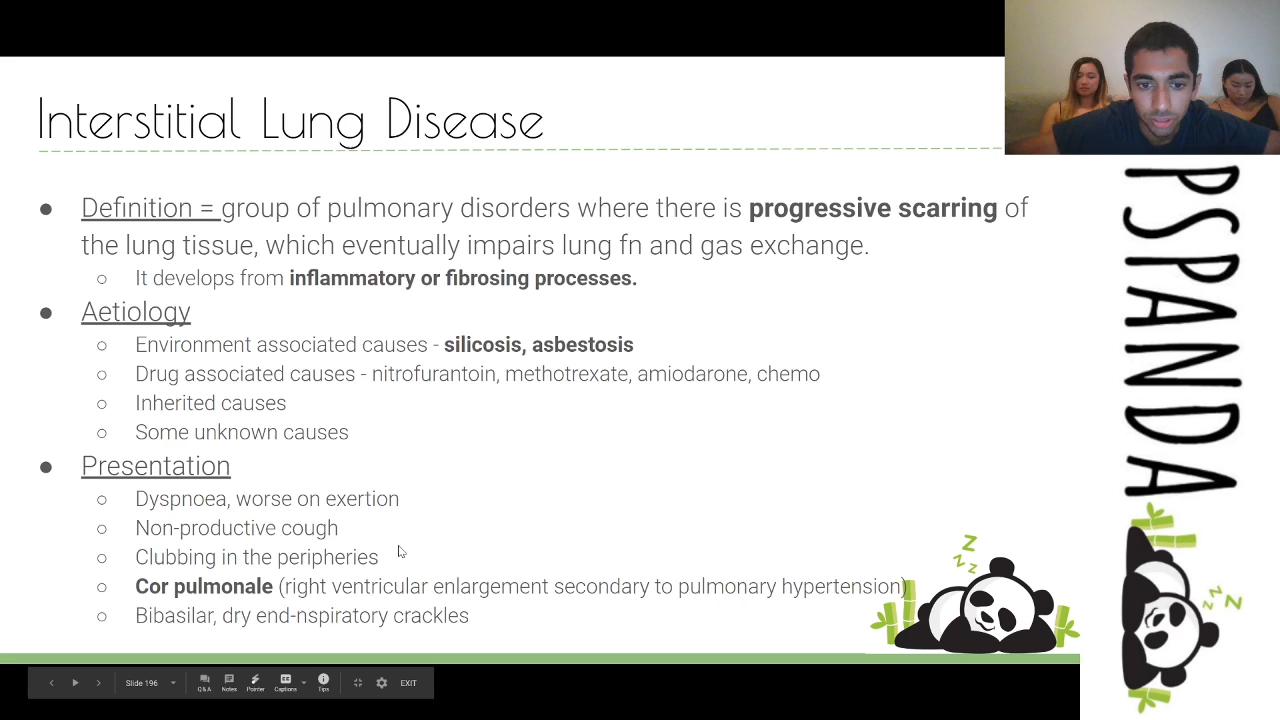 Interstitial Lung Disease
● Definition = group of pulmonary disorders where there is progressive scarring of
the lung tissue, which eventually impairs lung fn and gas exchange.
○ It develops from inflammatory or fibrosing processes.
● Aetiology
○ Environment associated causes - silicosis, asbestosis
○ Drug associated causes - nitrofurantoin, methotrexate, amiodarone, chemo
○ Inherited causes
○ Some unknown causes
● Presentation
○ Dyspnoea, worse on exertion
○ Non-productive cough
○ Clubbing in the peripheries
○ Cor pulmonale (right ventricular enlargement secondary to pulmonary hypertension)
○ Bibasilar, dry end-nspiratory crackles
z z z
PSPANDA
z z z
Slide 196 Q&A Notes Pointer Captions Tips EXIT